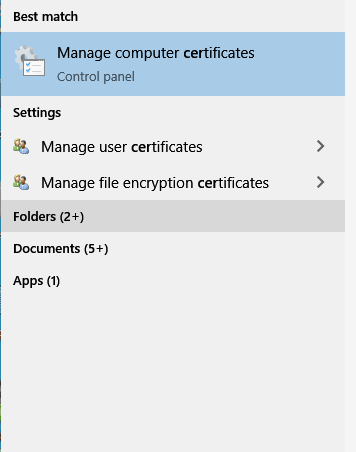 Best match
Manage computer certificates
Control panel
Settings
Manage user certificates
Manage file encryption certificates
Folders (2+)
Documents (5+)
Apps (1)